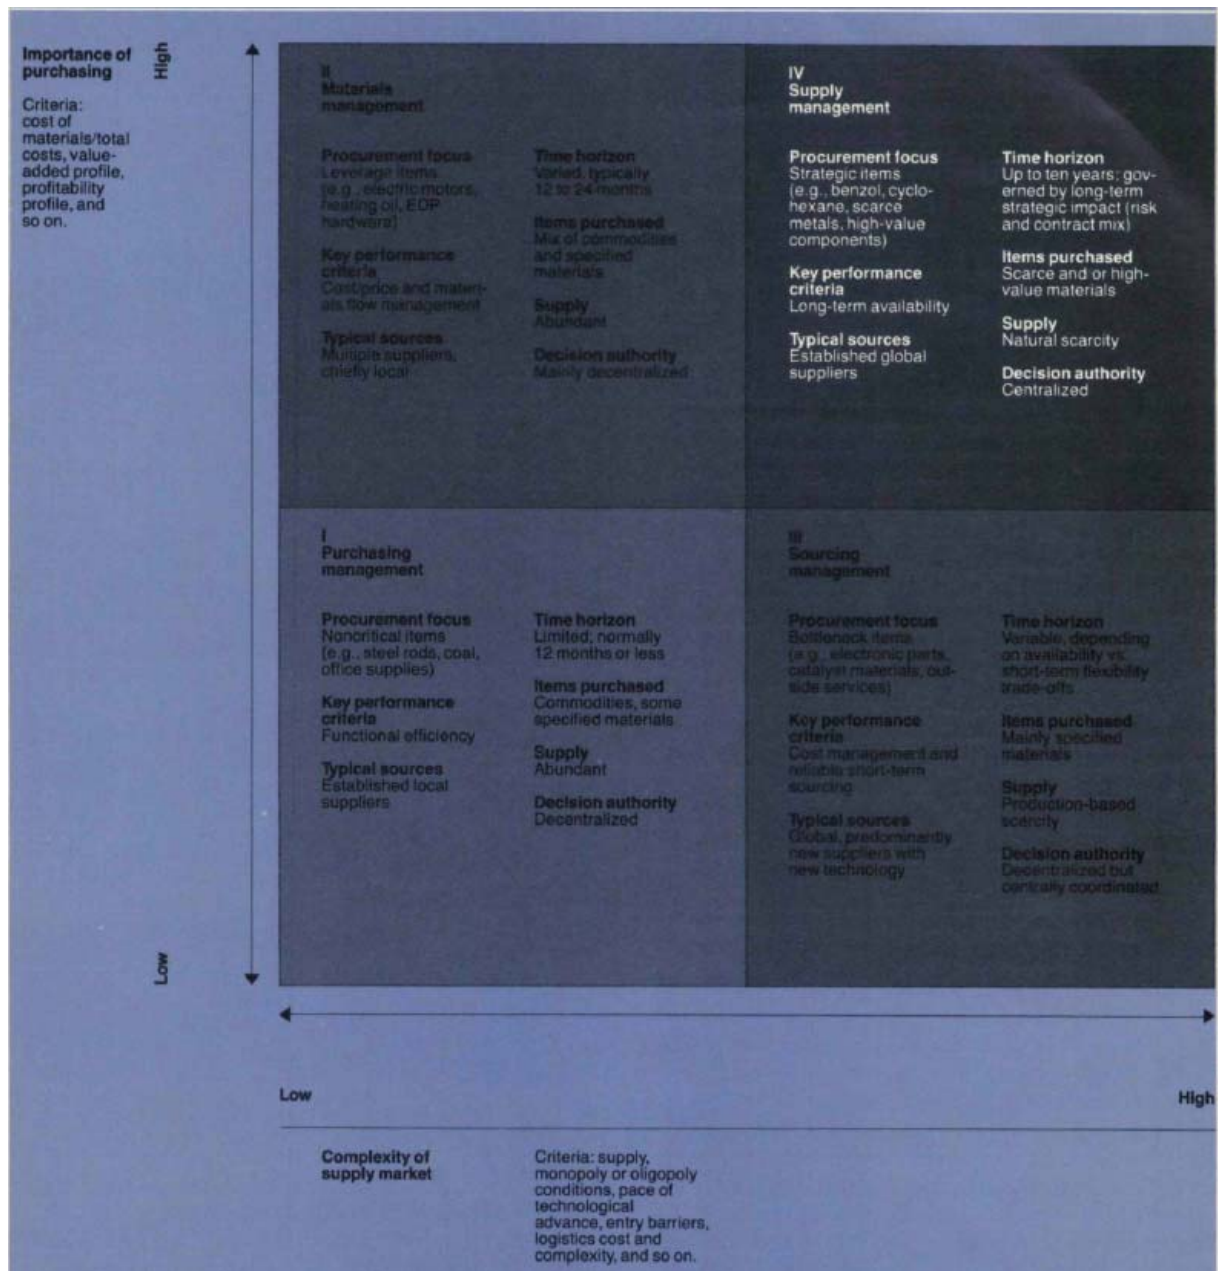 Importance of
purchasing
High
Criteria:
cost of
materials/total
costs, value-
added profile,
profitability
profile, and
so on.
II
Materials
management
Procurement focus
Leverage items
(e.g., electric motors,
heating oil, EDP
hardware)
Key performance
criteria
Cost/price and materi-
als flow management
Typical sources
Multiple suppliers,
chiefly local
Time horizon
Varied, typically
12 to 24 months
Items purchased
Mix of commodities
and specified
materials
Supply
Abundant
Decision authority
Mainly decentralized
IV
Supply
management
Procurement focus
Strategic items
(e.g., benzol, cyclo-
hexane, scarce
metals, high-value
components)
Key performance
criteria
Long-term availability
Typical sources
Established global
suppliers
Time horizon
Up to ten years; gov-
erned by long-term
strategic impact (risk
and contract mix)
Items purchased
Scarce and or high-
value materials
Supply
Natural scarcity
Decision authority
Centralized
I
Purchasing
management
Procurement focus
Noncritical items
(e.g., steel rods, coal,
office supplies)
Key performance
criteria
Functional efficiency
Typical sources
Established local
suppliers
Time horizon
Limited; normally
12 months or less
Items purchased
Commodities, some
specified materials
Supply
Abundant
Decision authority
Decentralized
III
Sourcing
management
Procurement focus
Bottleneck items
(e.g., electronic parts,
catalyst materials, out-
side services)
Key performance
criteria
Cost management and
reliable short-term
sourcing
Typical sources
Global, predominantly
new suppliers with
new technology
Time horizon
Variable, depending
on availability vs.
short-term flexibility
trade-offs
Items purchased
Mainly specified
materials
Supply
Production-based
scarcity
Decision authority
Decentralized but
centrally coordinated
Low
Low
High
Complexity of
supply market
Criteria: supply,
monopoly or oligopoly
conditions, pace of
technological
advance, entry barriers,
logistics cost and
complexity, and so on.